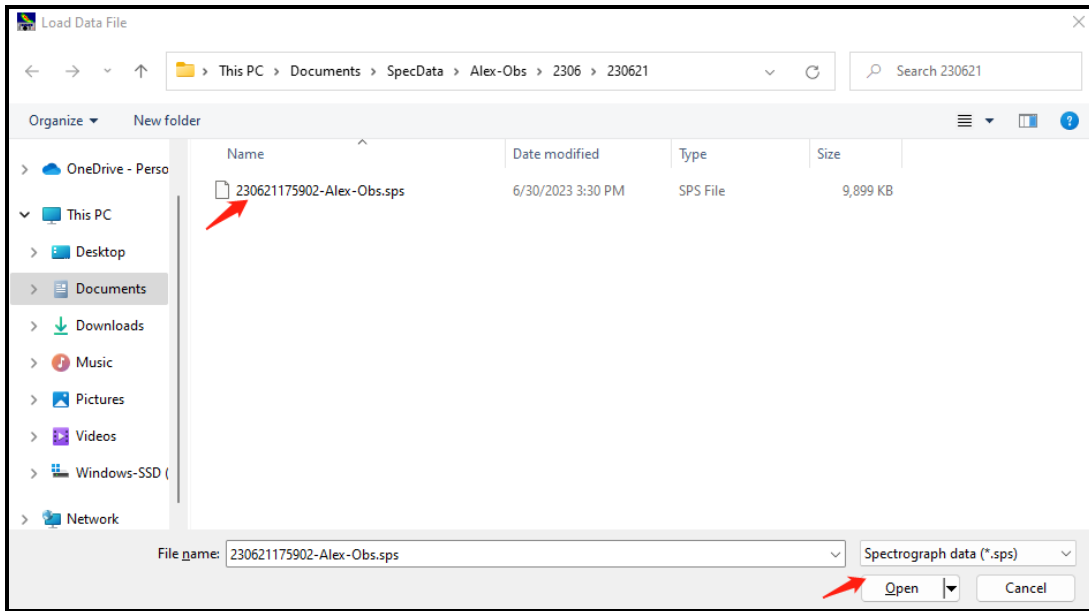 Load Data File
This PC > Documents > SpecData > Alex-Obs > 2306 > 230621
Search 230621
Organize
New folder
Name
Date modified
Type
Size
OneDrive - Perso
230621175902-Alex-Obs.sps
6/30/2023 3:30 PM
SPS File
9,899 KB
This PC
Desktop
Documents
Downloads
Music
Pictures
Videos
Windows-SSD (
Network
File name:
230621175902-Alex-Obs.sps
Spectrograph data (*.sps)
Open
Cancel